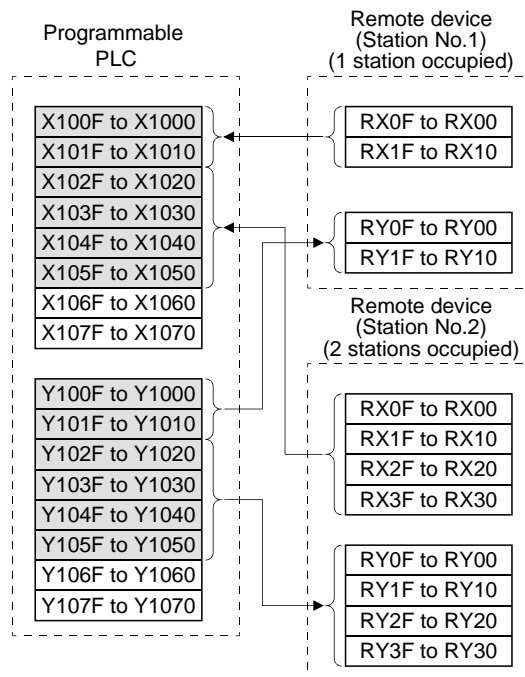 Programmable
PLC
X100F to X1000
X101F to X1010
X102F to X1020
X103F to X1030
X104F to X1040
X105F to X1050
X106F to X1060
X107F to X1070
Y100F to Y1000
Y101F to Y1010
Y102F to Y1020
Y103F to Y1030
Y104F to Y1040
Y105F to Y1050
Y106F to Y1060
Y107F to Y1070
Remote device
(Station No.1)
(1 station occupied)
RX0F to RX00
RX1F to RX10
RY0F to RY00
RY1F to RY10
Remote device
(Station No.2)
(2 stations occupied)
RX0F to RX00
RX1F to RX10
RX2F to RX20
RX3F to RX30
RY0F to RY00
RY1F to RY10
RY2F to RY20
RY3F to RY30